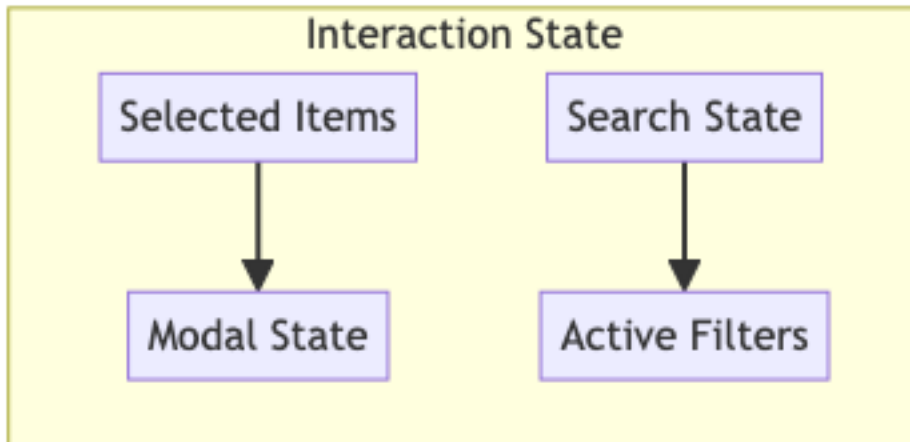 Interaction State
Selected Items
Search State
Modal State
Active Filters